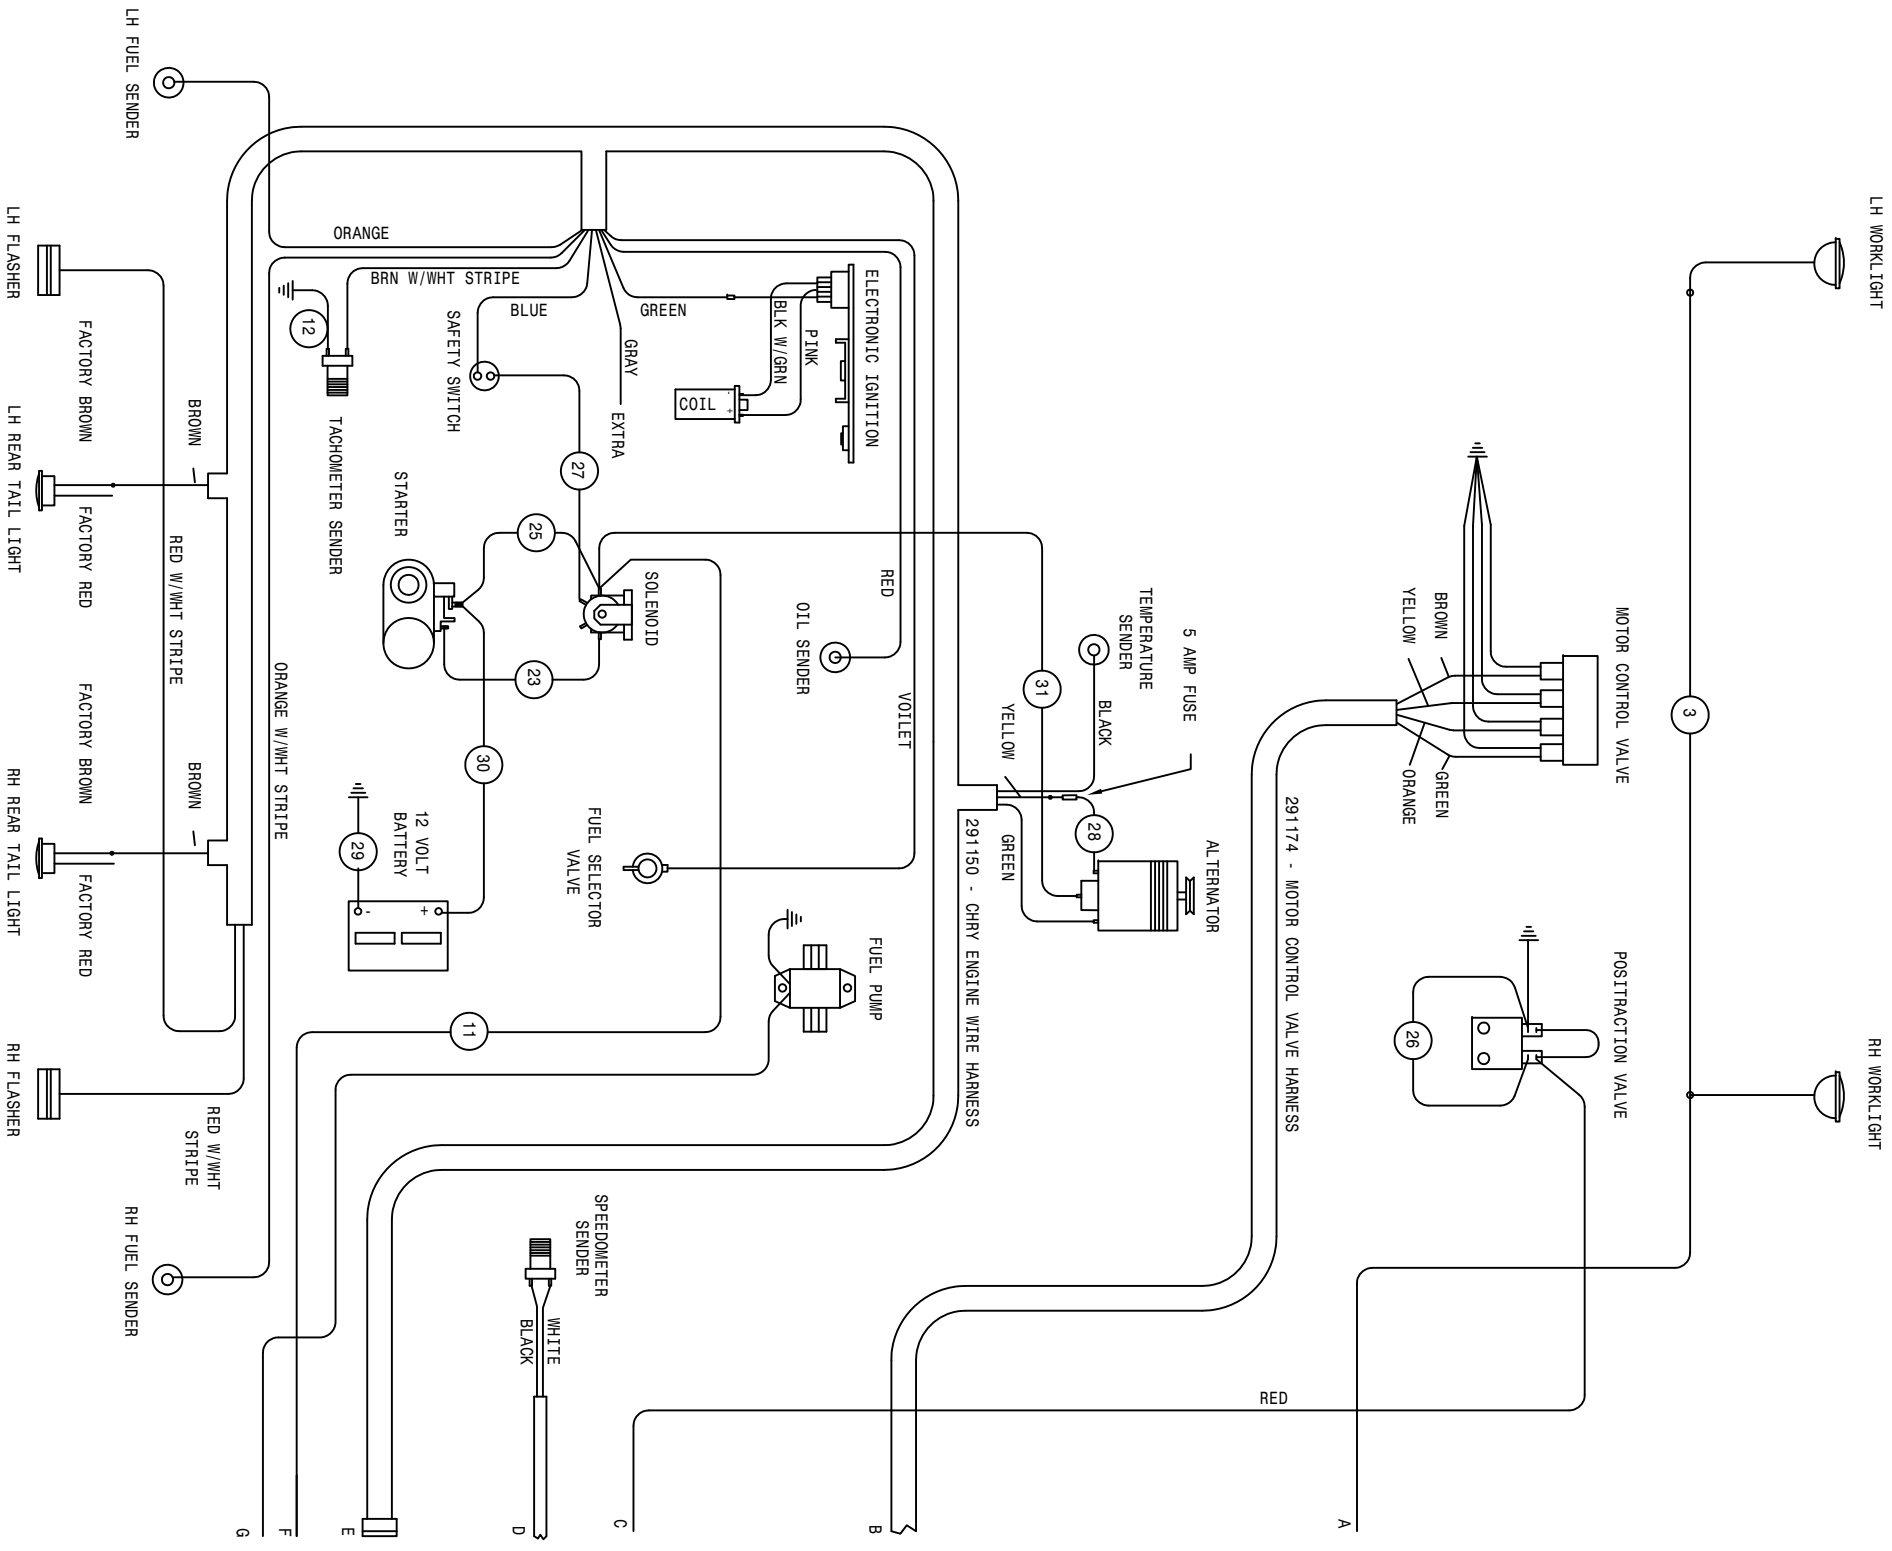 LH WORKLIGHT
3
RH WORKLIGHT
MOTOR CONTROL VALVE
BROWN
YELLOW
GREEN
ORANGE
POSITRACTION VALVE
26
RED
A
291174 - MOTOR CONTROL VALVE HARNESS
B
5 AMP FUSE
TEMPERATURE
SENDER
BLACK
31
YELLOW
28
GREEN
ALTERNATOR
291150 - CHRY ENGINE WIRE HARNESS
ELECTRONIC IGNITION
PINK
BLK W/GRN
COIL
-
+
RED
VOILET
OIL SENDER
FUEL PUMP
GREEN
GRAY
EXTRA
SOLENOID
FUEL SELECTOR
VALVE
C
BLUE
SAFETY SWITCH
27
25
23
SPEEDOMETER
SENDER
WHITE
BLACK
D
BRN W/WHT STRIPE
ORANGE
12
TACHOMETER SENDER
STARTER
30
12 VOLT
BATTERY
29
-
+
11
E
F
G
LH FUEL SENDER
ORANGE W/WHT STRIPE
RED W/WHT STRIPE
BROWN
BROWN
RED W/WHT
STRIPE
RH FUEL SENDER
FACTORY BROWN
FACTORY RED
FACTORY BROWN
FACTORY RED
LH FLASHER
LH REAR TAIL LIGHT
RH REAR TAIL LIGHT
RH FLASHER